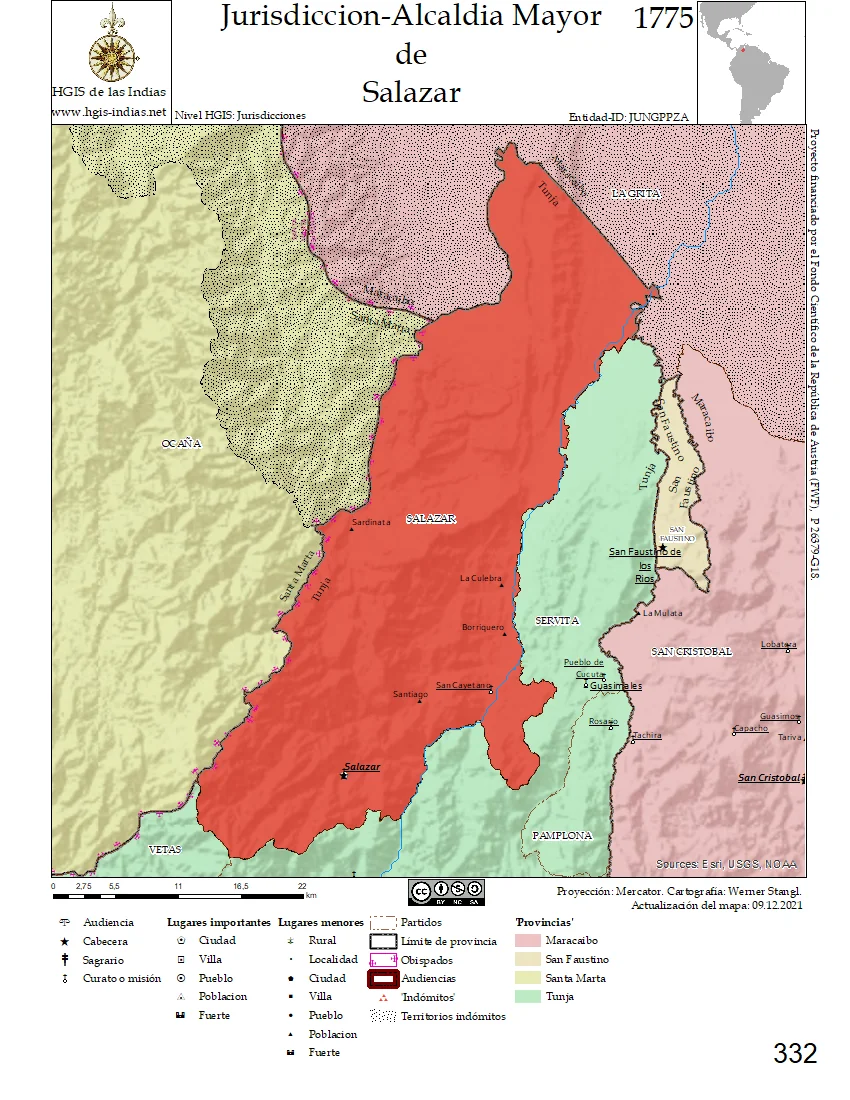 Jurisdiccion-Alcaldia Mayor
1775
de
Salazar
HGIS de las Indias
www.hgis-indias.net
Nivel HGIS: Jurisdicciones
Entidad-ID: JUNGPPZA
Proyecto financiado por el Fondo Científico de la República de Austria (FWF), P 26379-G18.
Maracaibo
Tunja
LA GRITA
Maracaibo
Santa Marta
OCAÑA
San Faustino
Maracaibo
Tunja
San
Faustino
Sardinata
SALAZAR
SAN
FAUSTINO
San Faustino de
los
Rios
Santa Marta
Tunja
La Culebra
La Mulata
Borriquero
SERVITA
Lobatera
SAN CRISTOBAL
Pueblo de
Cucuta
Guasimales
San Cayetano
Santiago
Rosario
Guasimos
Capacho
Tachira
Tariva
Salazar
San Cristobal
PAMPLONA
VETAS
Sources: Esri, USGS, NOAA
0 2,75 5,5 11 16,5 22
km
CC BY NC SA
Proyección: Mercator. Cartografía: Werner Stangl.
Actualización del mapa: 09.12.2021
Audiencia
Cabecera
Sagrario
Curato o misión
Lugares importantes
Ciudad
Villa
Pueblo
Poblacion
Fuerte
Lugares menores
Rural
Localidad
Ciudad
Villa
Pueblo
Poblacion
Fuerte
Partidos
Límite de provincia
Obispados
Audiencias
'Indómitos'
Territorios indómitos
'Provincias'
Maracaibo
San Faustino
Santa Marta
Tunja
332